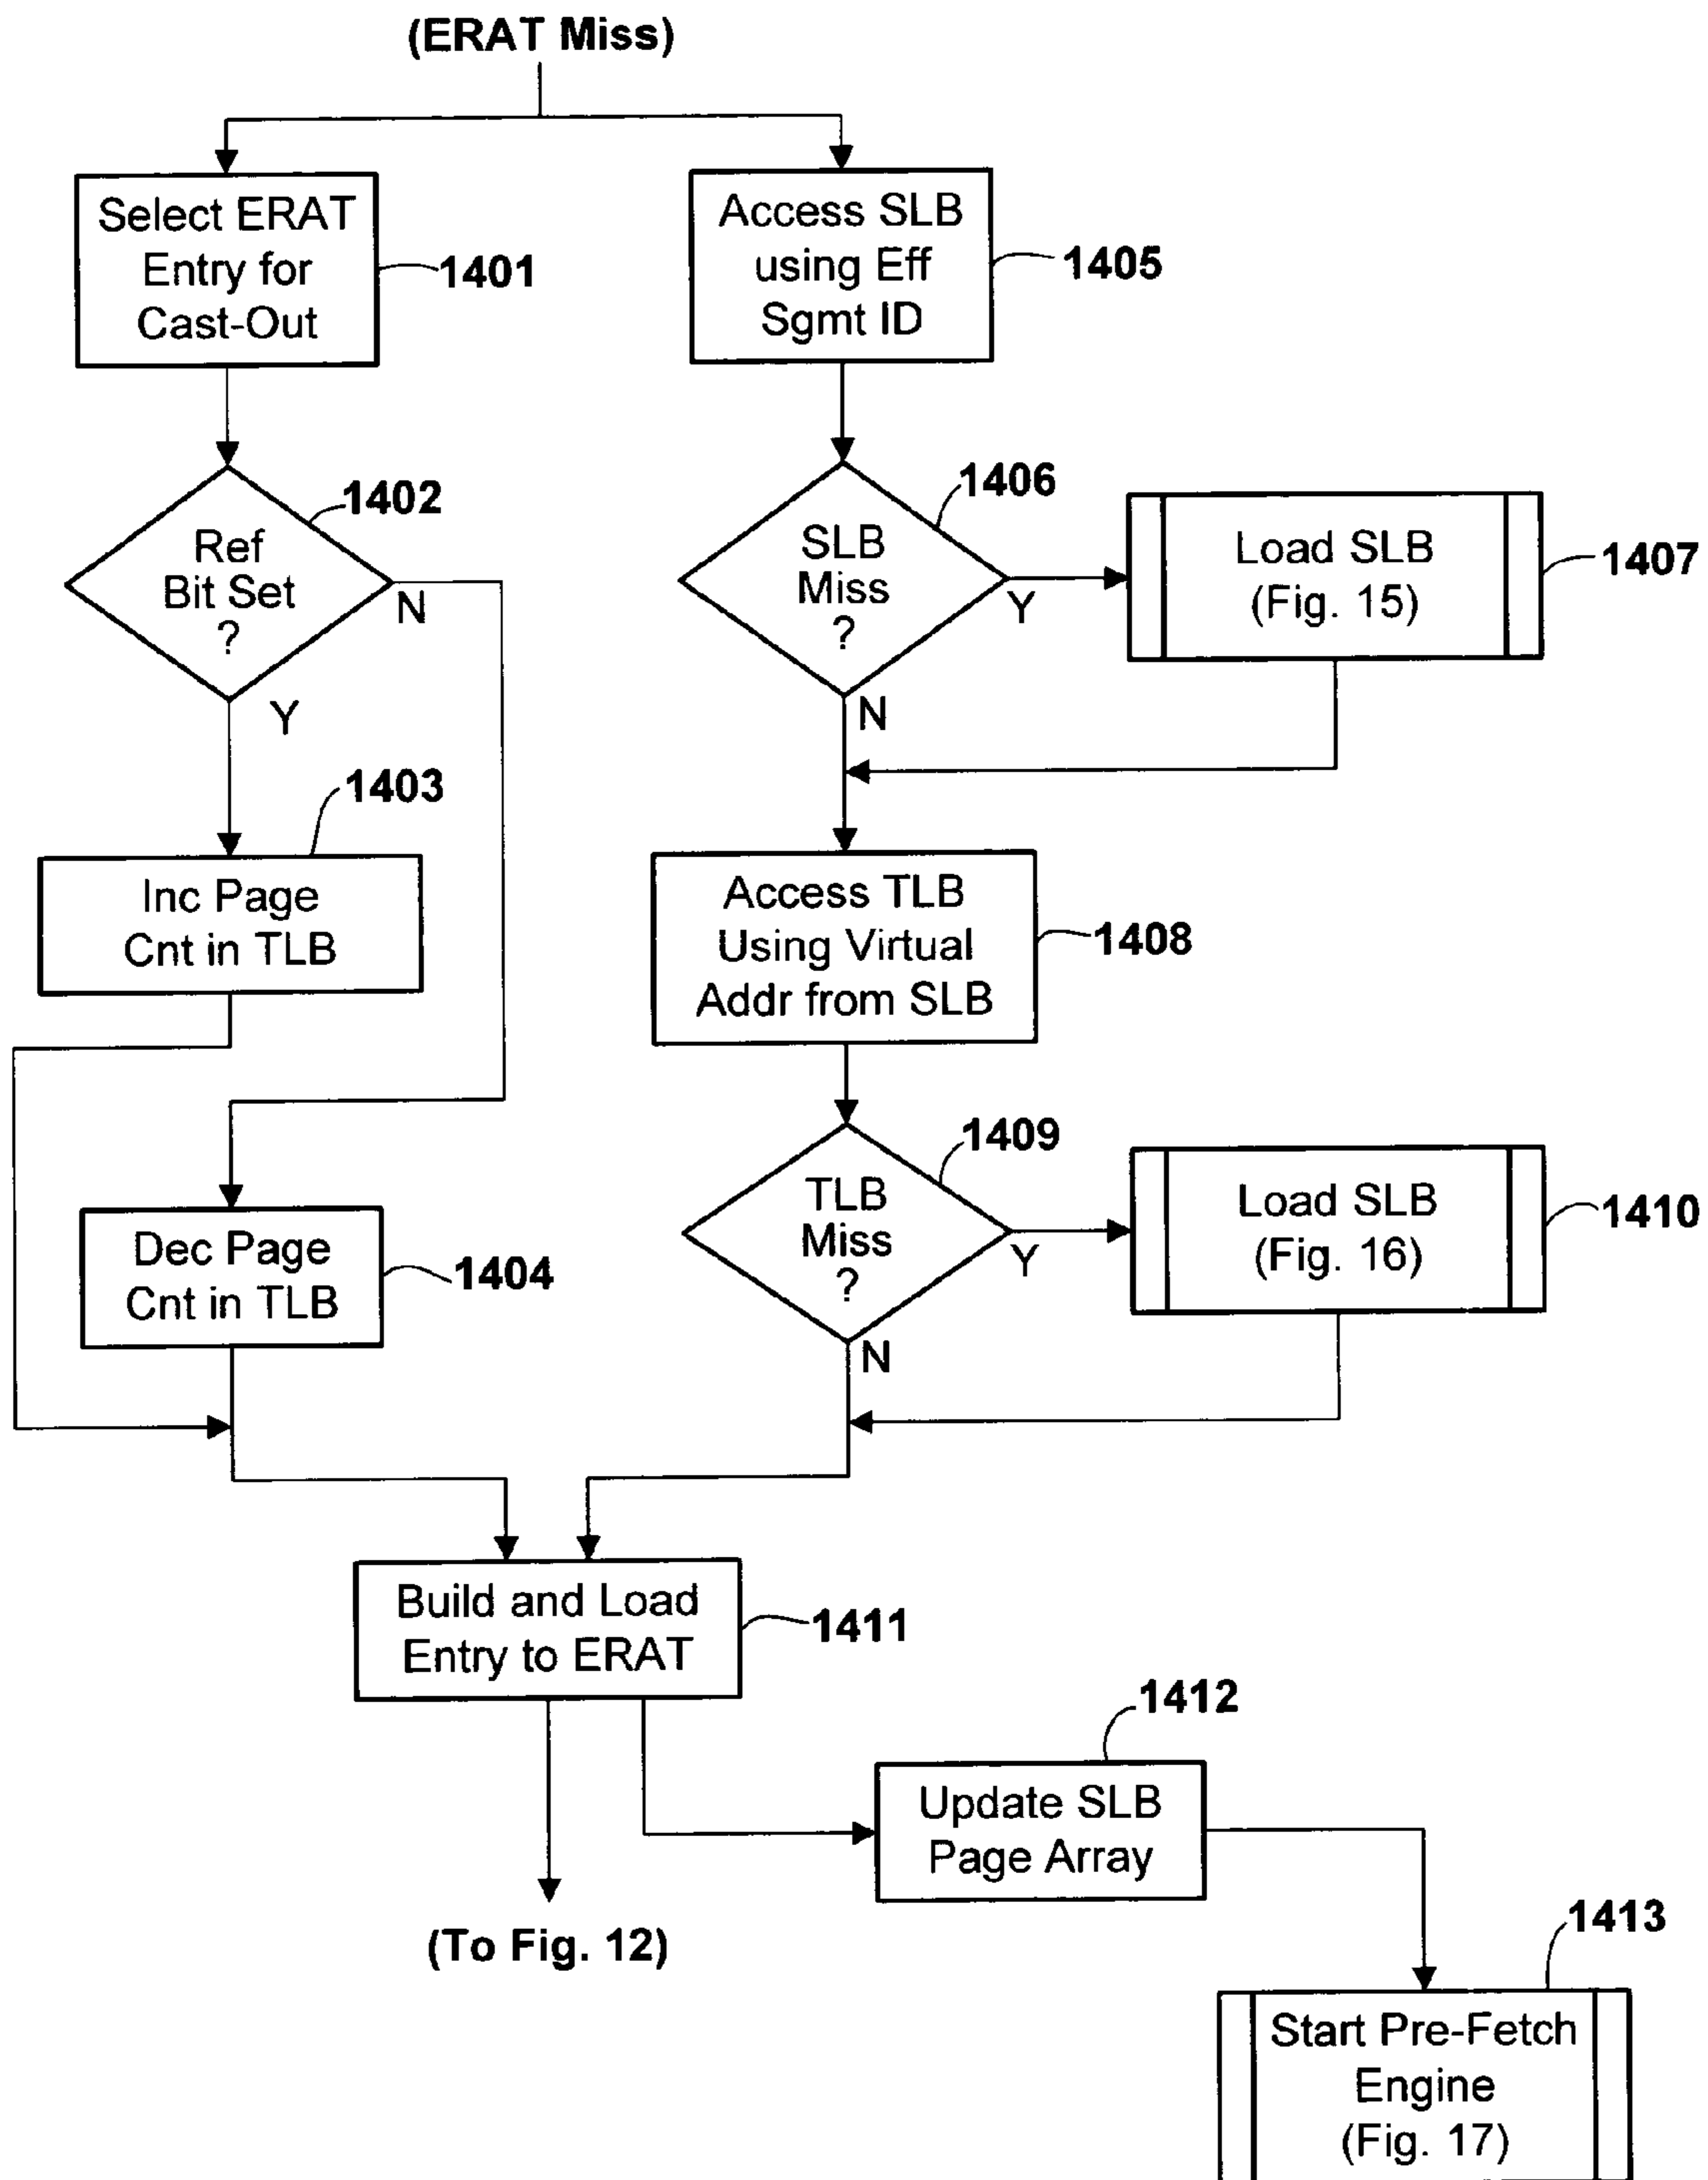 (ERAT Miss)
Select ERAT
Entry for
Cast-Out
1401
Access SLB
using Eff
Sgmt ID
1405
1402
Ref
Bit Set
?
N
Y
1406
SLB
Miss
?
Y
N
Load SLB
(Fig. 15)
1407
1403
Inc Page
Cnt in TLB
Access TLB
Using Virtual
Addr from SLB
1408
Dec Page
Cnt in TLB
1404
1409
TLB
Miss
?
Y
N
Load SLB
(Fig. 16)
1410
Build and Load
Entry to ERAT
1411
1412
Update SLB
Page Array
(To Fig. 12)
1413
Start Pre-Fetch
Engine
(Fig. 17)